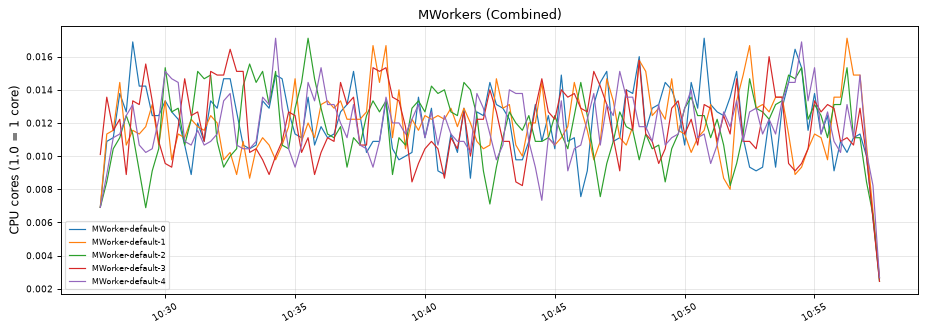 MWorkers (Combined)
CPU cores (1.0 = 1 core)
0.016
0.014
0.012
0.010
0.008
0.006
0.004
0.002
MWorker-default-0
MWorker-default-1
MWorker-default-2
MWorker-default-3
MWorker-default-4
10:30
10:35
10:40
10:45
10:50
10:55